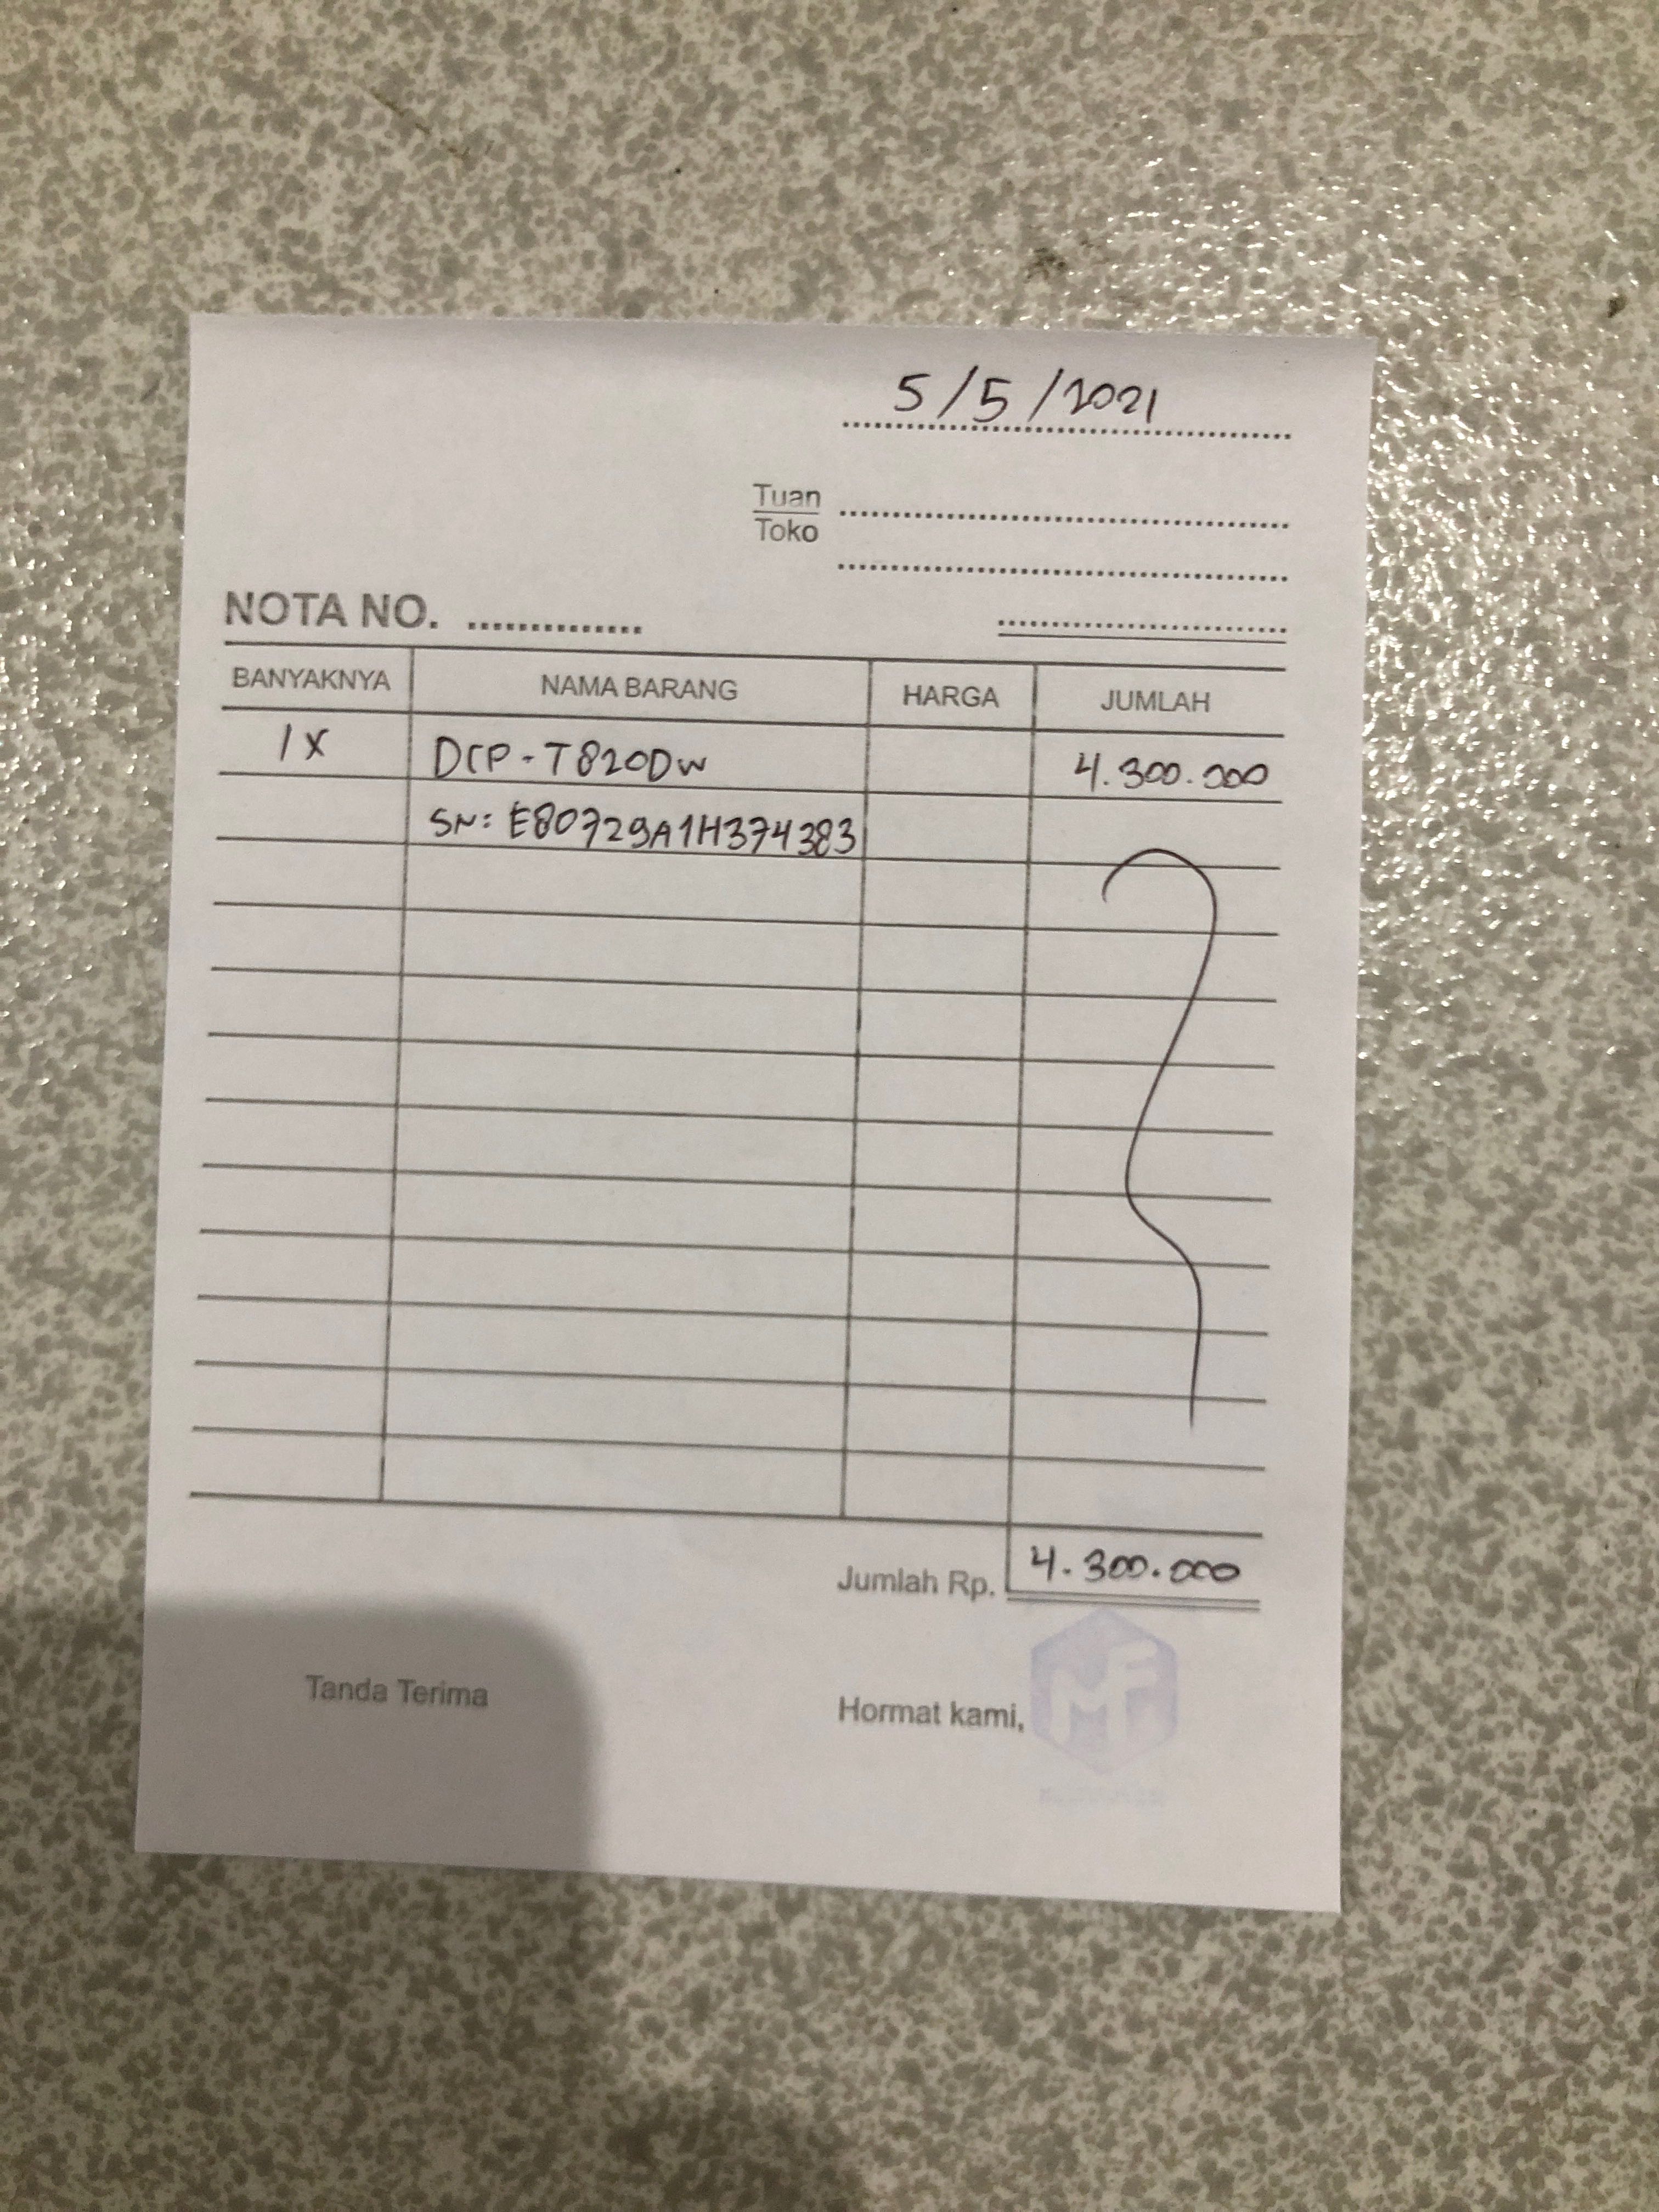 5/5/2021
Tuan
Toko
NOTA NO. ..............
BANYAKNYA NAMA BARANG HARGA JUMLAH
1X DCP-T820DW 4.300.000
SN: E80729A1H374383
Jumlah Rp. 4.300.000
Tanda Terima Hormat kami,
MF